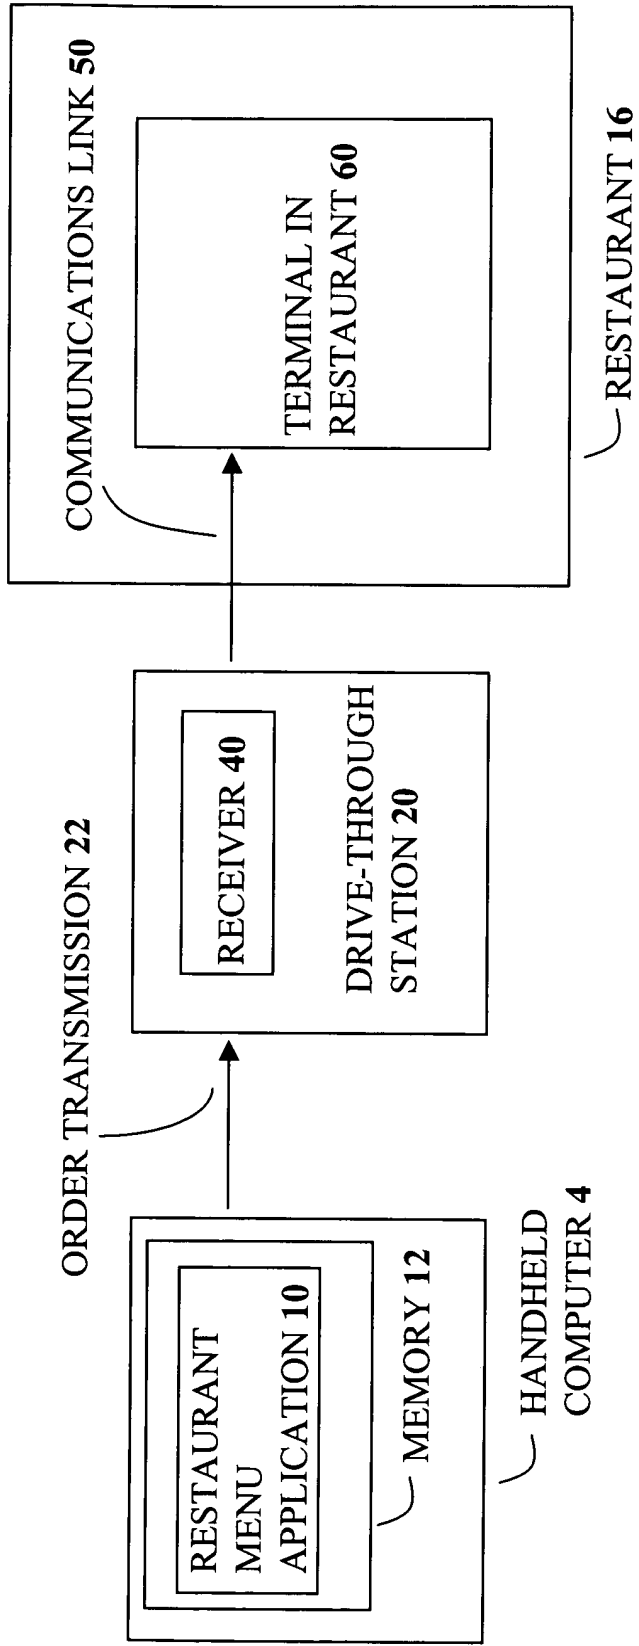 ORDER TRANSMISSION 22
COMMUNICATIONS LINK 50
RESTAURANT
MENU
APPLICATION 10
MEMORY 12
HANDHELD
COMPUTER 4
RECEIVER 40
DRIVE-THROUGH
STATION 20
TERMINAL IN
RESTAURANT 60
RESTAURANT 16